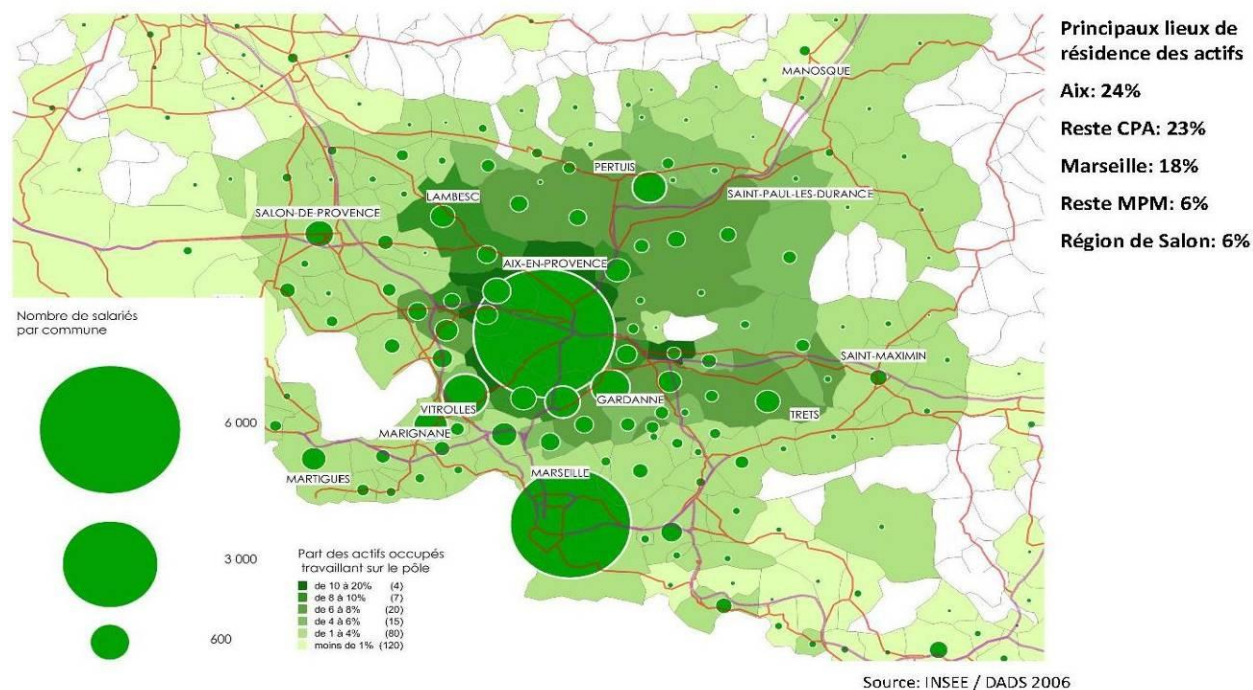 MANOSQUE
PERTUIS
LAMBESC
SAINT-PAUL-LES-DURANCE
SALON-DE-PROVENCE
AIX-EN-PROVENCE
SAINT-MAXIMIN
GARDANNE
VITROLLES
TRETS
MARIGNANE
MARSEILLE
MARTIGUES
Nombre de salariés
par commune
6 000
3 000
600
Part des actifs occupés
travaillant sur le pôle
de 10 à 20% (4)
de 8 à 10% (7)
de 6 à 8% (20)
de 4 à 6% (15)
de 1 à 4% (80)
moins de 1% (120)
Principaux lieux de
résidence des actifs
Aix: 24%
Reste CPA: 23%
Marseille: 18%
Reste MPM: 6%
Région de Salon: 6%
Source: INSEE / DADS 2006